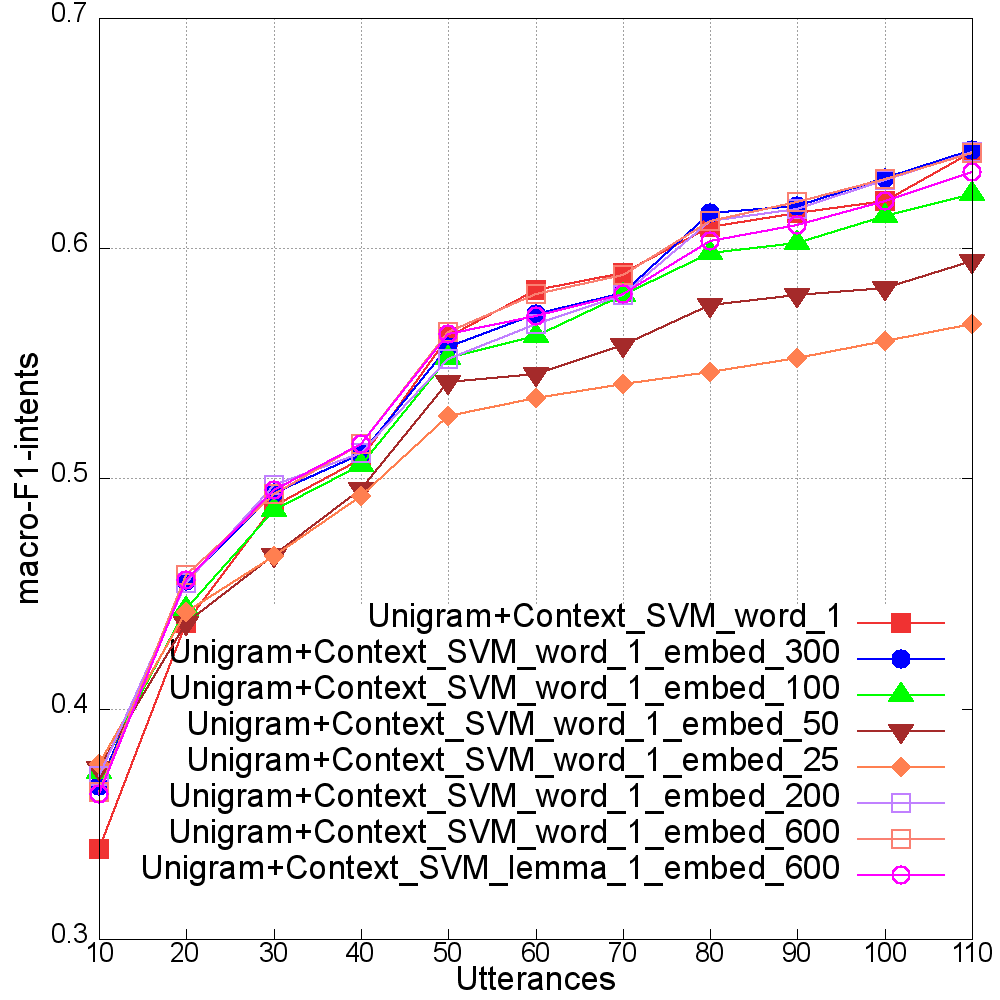 0.7
0.6
0.5
0.4
0.3
macro-F1-intents
Unigram+Context_SVM_word_1
Unigram+Context_SVM_word_1_embed_300
Unigram+Context_SVM_word_1_embed_100
Unigram+Context_SVM_word_1_embed_50
Unigram+Context_SVM_word_1_embed_25
Unigram+Context_SVM_word_1_embed_200
Unigram+Context_SVM_word_1_embed_600
Unigram+Context_SVM_lemma_1_embed_600
10 20 30 40 50 60 70 80 90 100 110
Utterances